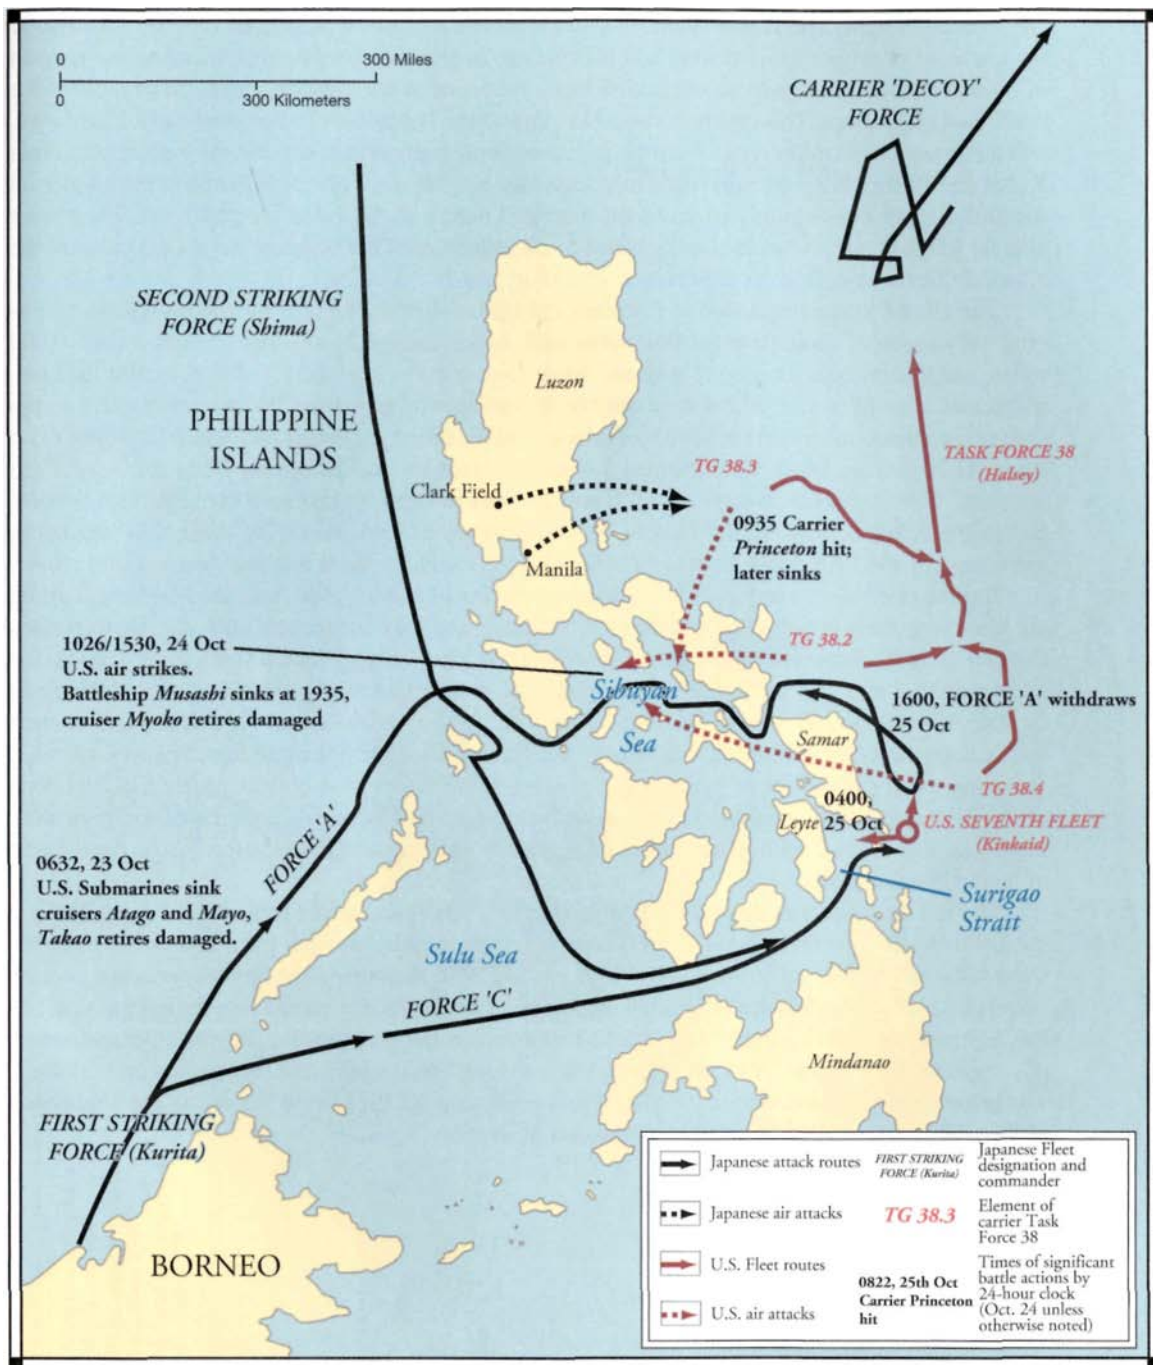 0
300 Miles
0
300 Kilometers
CARRIER 'DECOY'
FORCE
SECOND STRIKING
FORCE (Shima)
PHILIPPINE
ISLANDS
Luzon
TG 38.3
TASK FORCE 38
(Halsey)
Clark Field
0935 Carrier
Princeton hit;
later sinks
Manila
1026/1530, 24 Oct
U.S. air strikes.
Battleship Musashi sinks at 1935,
cruiser Myoko retires damaged
TG 38.2
Sibuyan
Sea
1600, FORCE 'A' withdraws
25 Oct
Samar
TG 38.4
0400,
Leyte 25 Oct
U.S. SEVENTH FLEET
(Kinkaid)
FORCE 'A'
0632, 23 Oct
U.S. Submarines sink
cruisers Atago and Mayo,
Takao retires damaged.
Surigao
Strait
Sulu Sea
FORCE 'C'
Mindanao
FIRST STRIKING
FORCE (Kurita)
BORNEO
Japanese attack routes
Japanese air attacks
U.S. Fleet routes
U.S. air attacks
FIRST STRIKING
FORCE (Kurita)
Japanese Fleet
designation and
commander
TG 38.3
Element of
carrier Task
Force 38
0822, 25th Oct
Carrier Princeton
hit
Times of significant
battle actions by
24-hour clock
(Oct. 24 unless
otherwise noted)